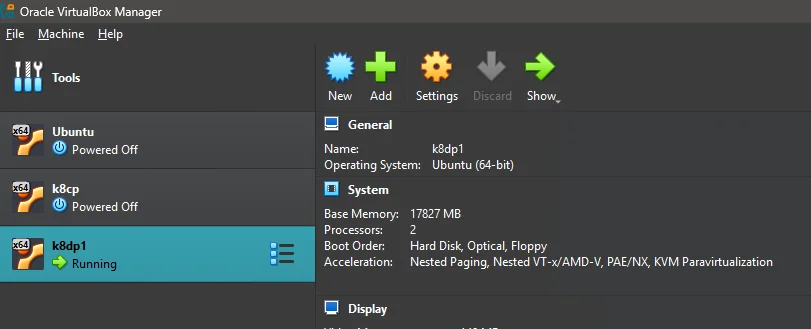 Oracle VirtualBox Manager
File Machine Help
Tools
New Add Settings Discard Show
x64 Ubuntu
Powered Off
x64 k8cp
Powered Off
x64 k8dp1
Running
General
Name: k8dp1
Operating System: Ubuntu (64-bit)
System
Base Memory: 17827 MB
Processors: 2
Boot Order: Hard Disk, Optical, Floppy
Acceleration: Nested Paging, Nested VT-x/AMD-V, PAE/NX, KVM Paravirtualization
Display